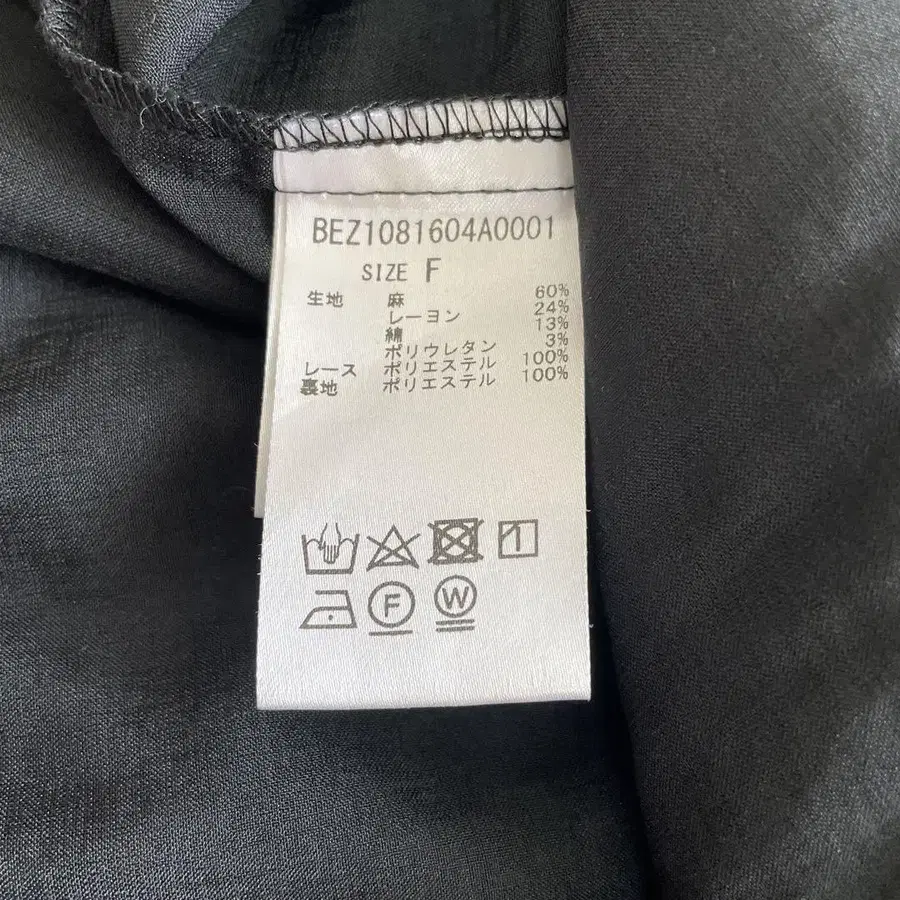 BEZ1081604A0001
SIZE F
生地 麻 60%
レーヨン 24%
綿 13%
ポリウレタン 3%
レース ポリエステル 100%
裏地 ポリエステル 100%
F W